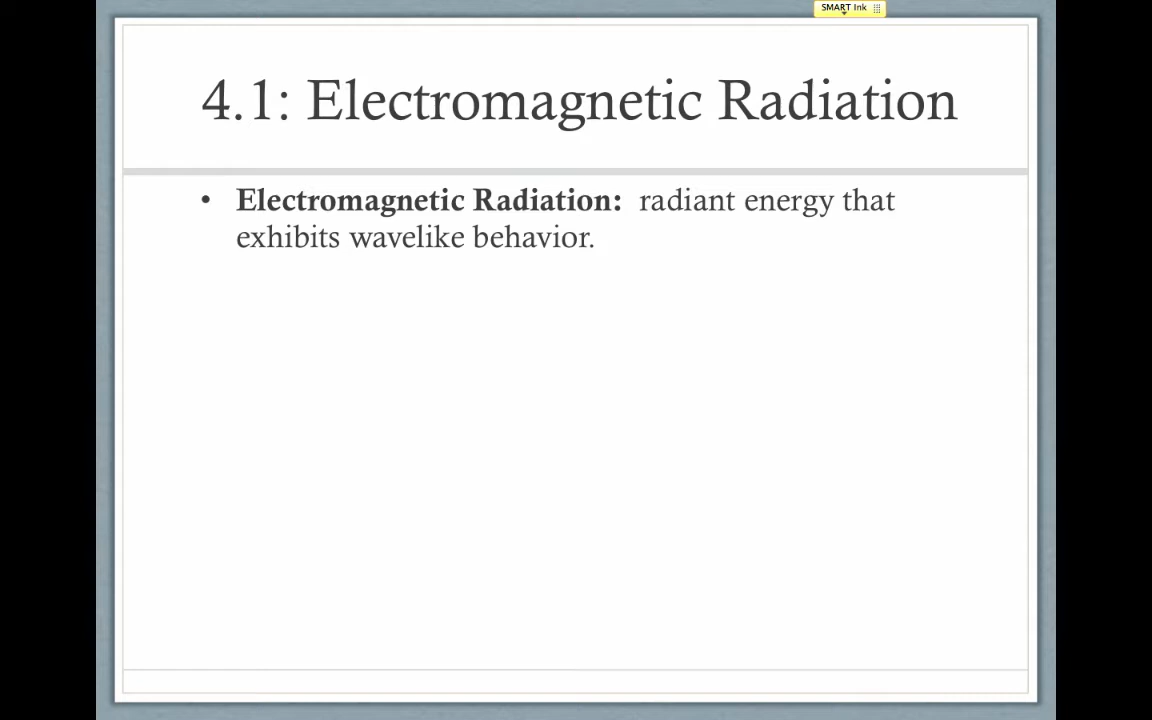 SMART Ink
4.1: Electromagnetic Radiation
• Electromagnetic Radiation: radiant energy that
exhibits wavelike behavior.